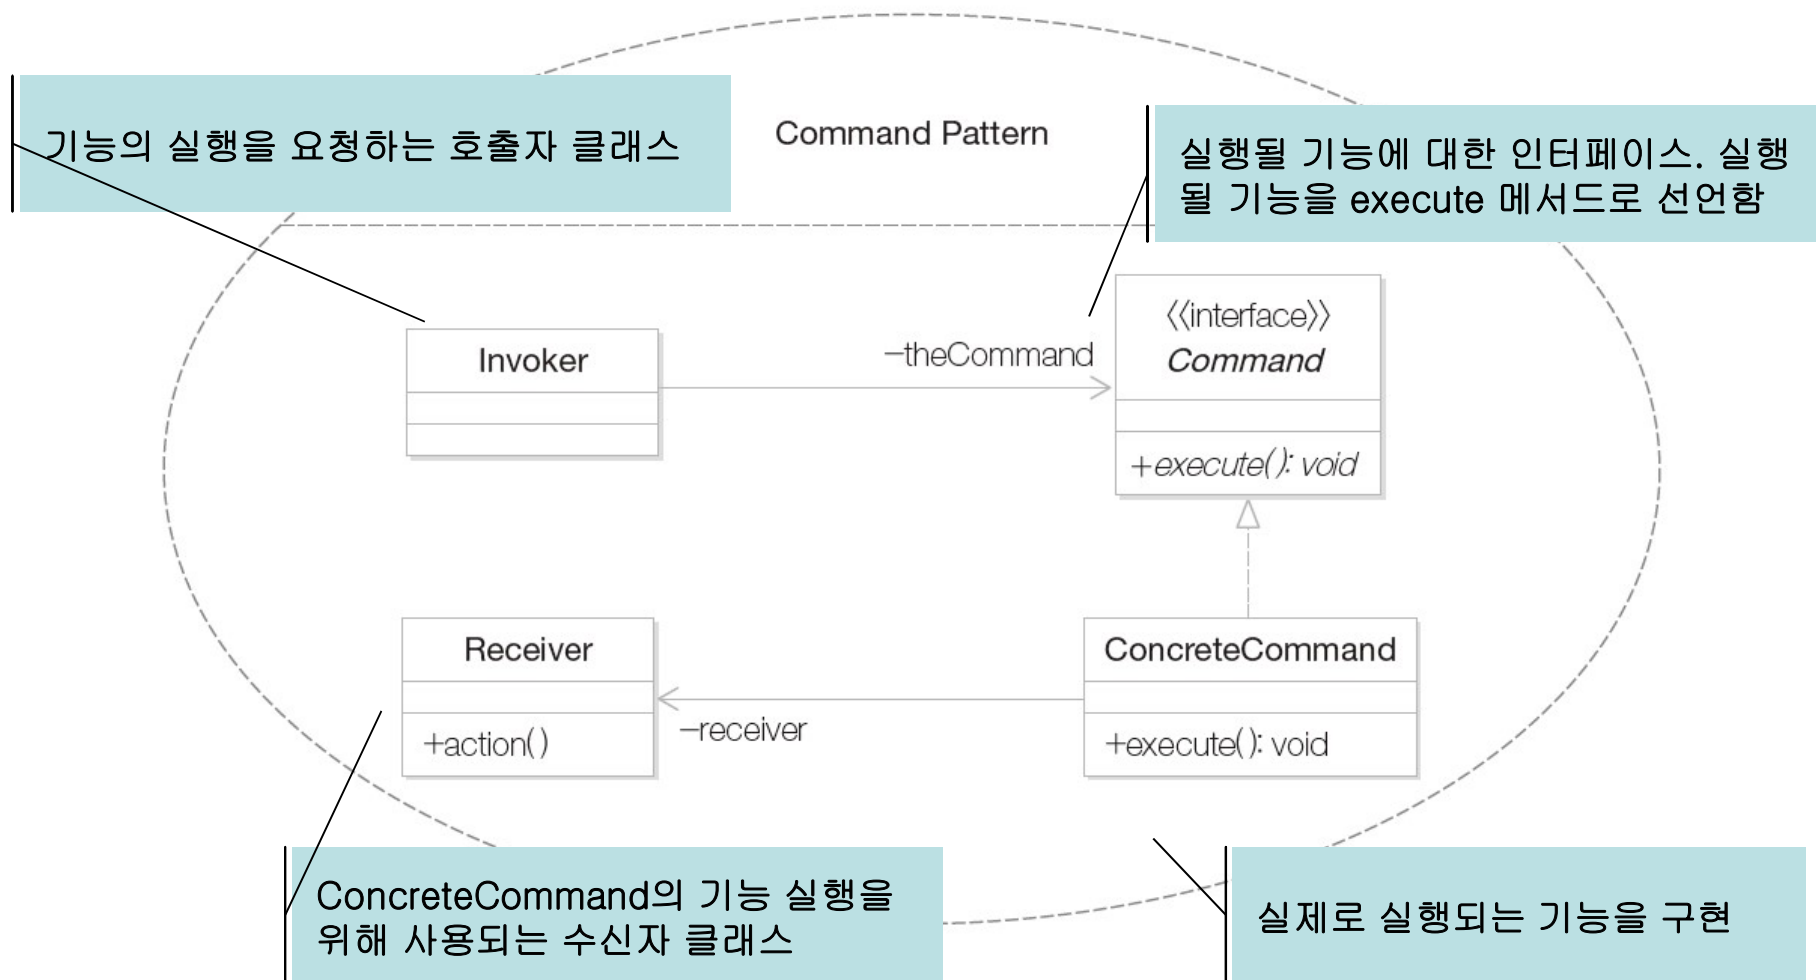 기능의 실행을 요청하는 호출자 클래스
Command Pattern
실행될 기능에 대한 인터페이스. 실행
될 기능을 execute 메서드로 선언함
Invoker
−theCommand
《interface》
Command
+execute(): void
Receiver
+action()
−receiver
ConcreteCommand
+execute(): void
ConcreteCommand의 기능 실행을
위해 사용되는 수신자 클래스
실제로 실행되는 기능을 구현